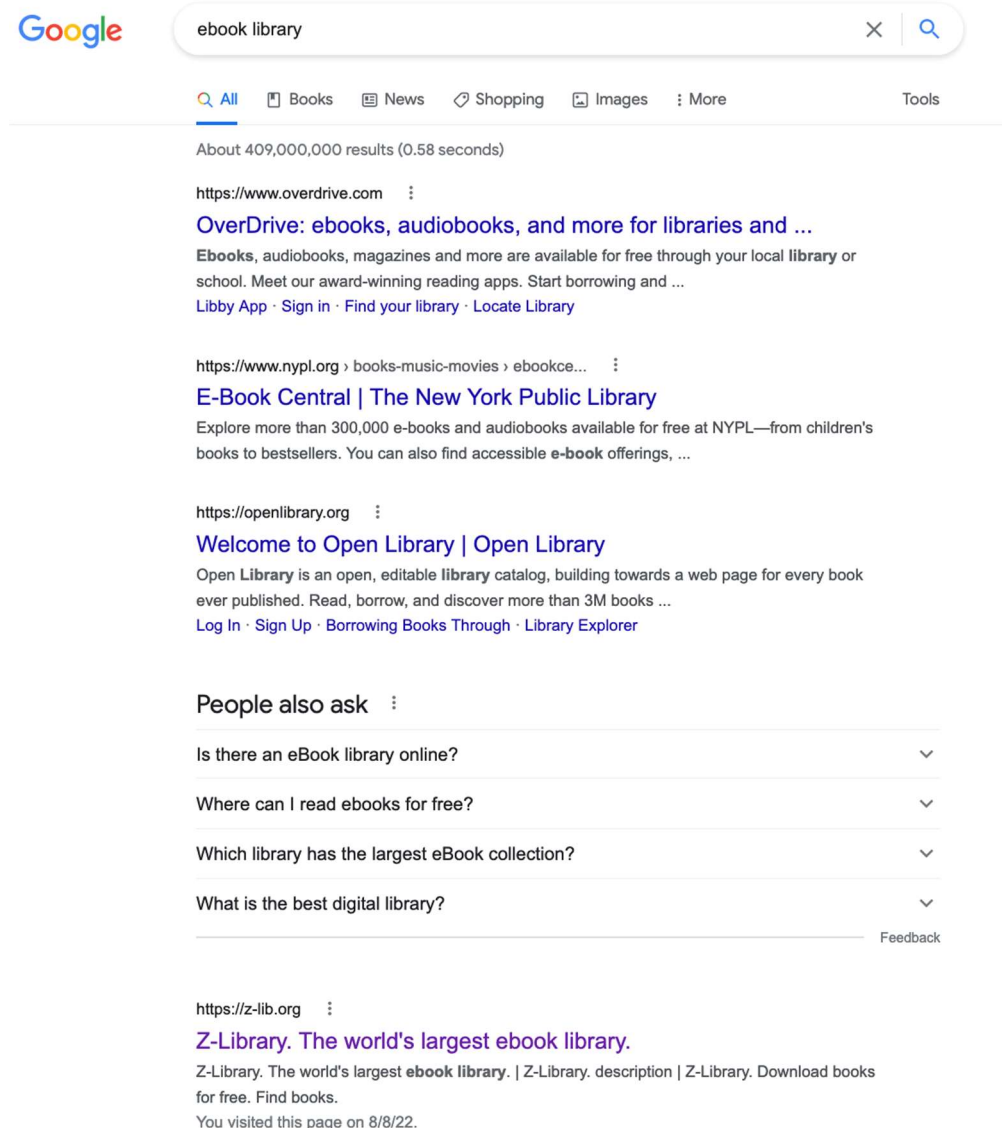 Google
ebook library
All Books News Shopping Images More Tools
About 409,000,000 results (0.58 seconds)
https://www.overdrive.com
OverDrive: ebooks, audiobooks, and more for libraries and ...
Ebooks, audiobooks, magazines and more are available for free through your local library or
school. Meet our award-winning reading apps. Start borrowing and ...
Libby App · Sign in · Find your library · Locate Library
https://www.nypl.org › books-music-movies › ebookce...
E-Book Central | The New York Public Library
Explore more than 300,000 e-books and audiobooks available for free at NYPL—from children's
books to bestsellers. You can also find accessible e-book offerings, ...
https://openlibrary.org
Welcome to Open Library | Open Library
Open Library is an open, editable library catalog, building towards a web page for every book
ever published. Read, borrow, and discover more than 3M books ...
Log In · Sign Up · Borrowing Books Through · Library Explorer
People also ask
Is there an eBook library online?
Where can I read ebooks for free?
Which library has the largest eBook collection?
What is the best digital library?
Feedback
https://z-lib.org
Z-Library. The world's largest ebook library.
Z-Library. The world's largest ebook library. | Z-Library. description | Z-Library. Download books
for free. Find books.
You visited this page on 8/8/22.